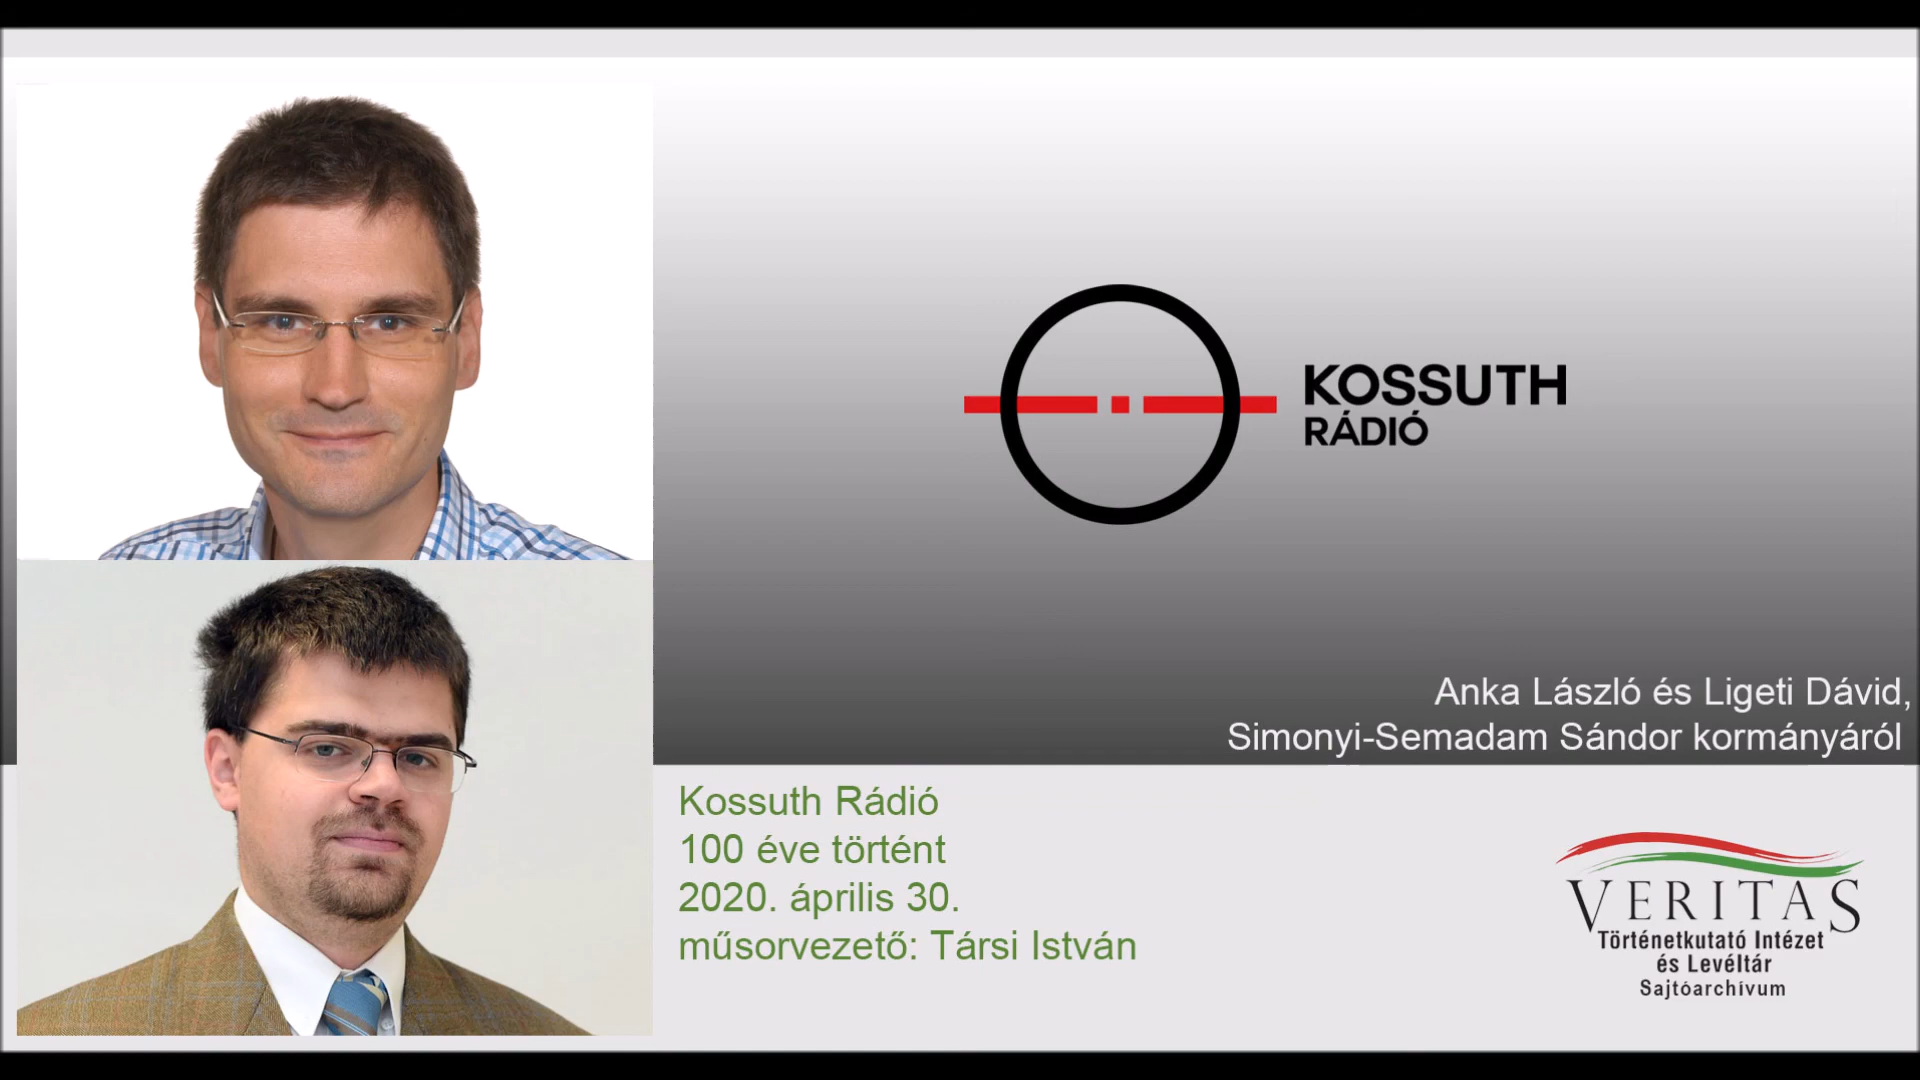 KOSSUTH
RÁDIÓ
Anka László és Ligeti Dávid,
Simonyi-Semadam Sándor kormányáról
Kossuth Rádió
100 éve történt
2020. április 30.
műsorvezető: Társi István
VERITAS
Történetkutató Intézet
és Levéltár
Sajtóarchívum